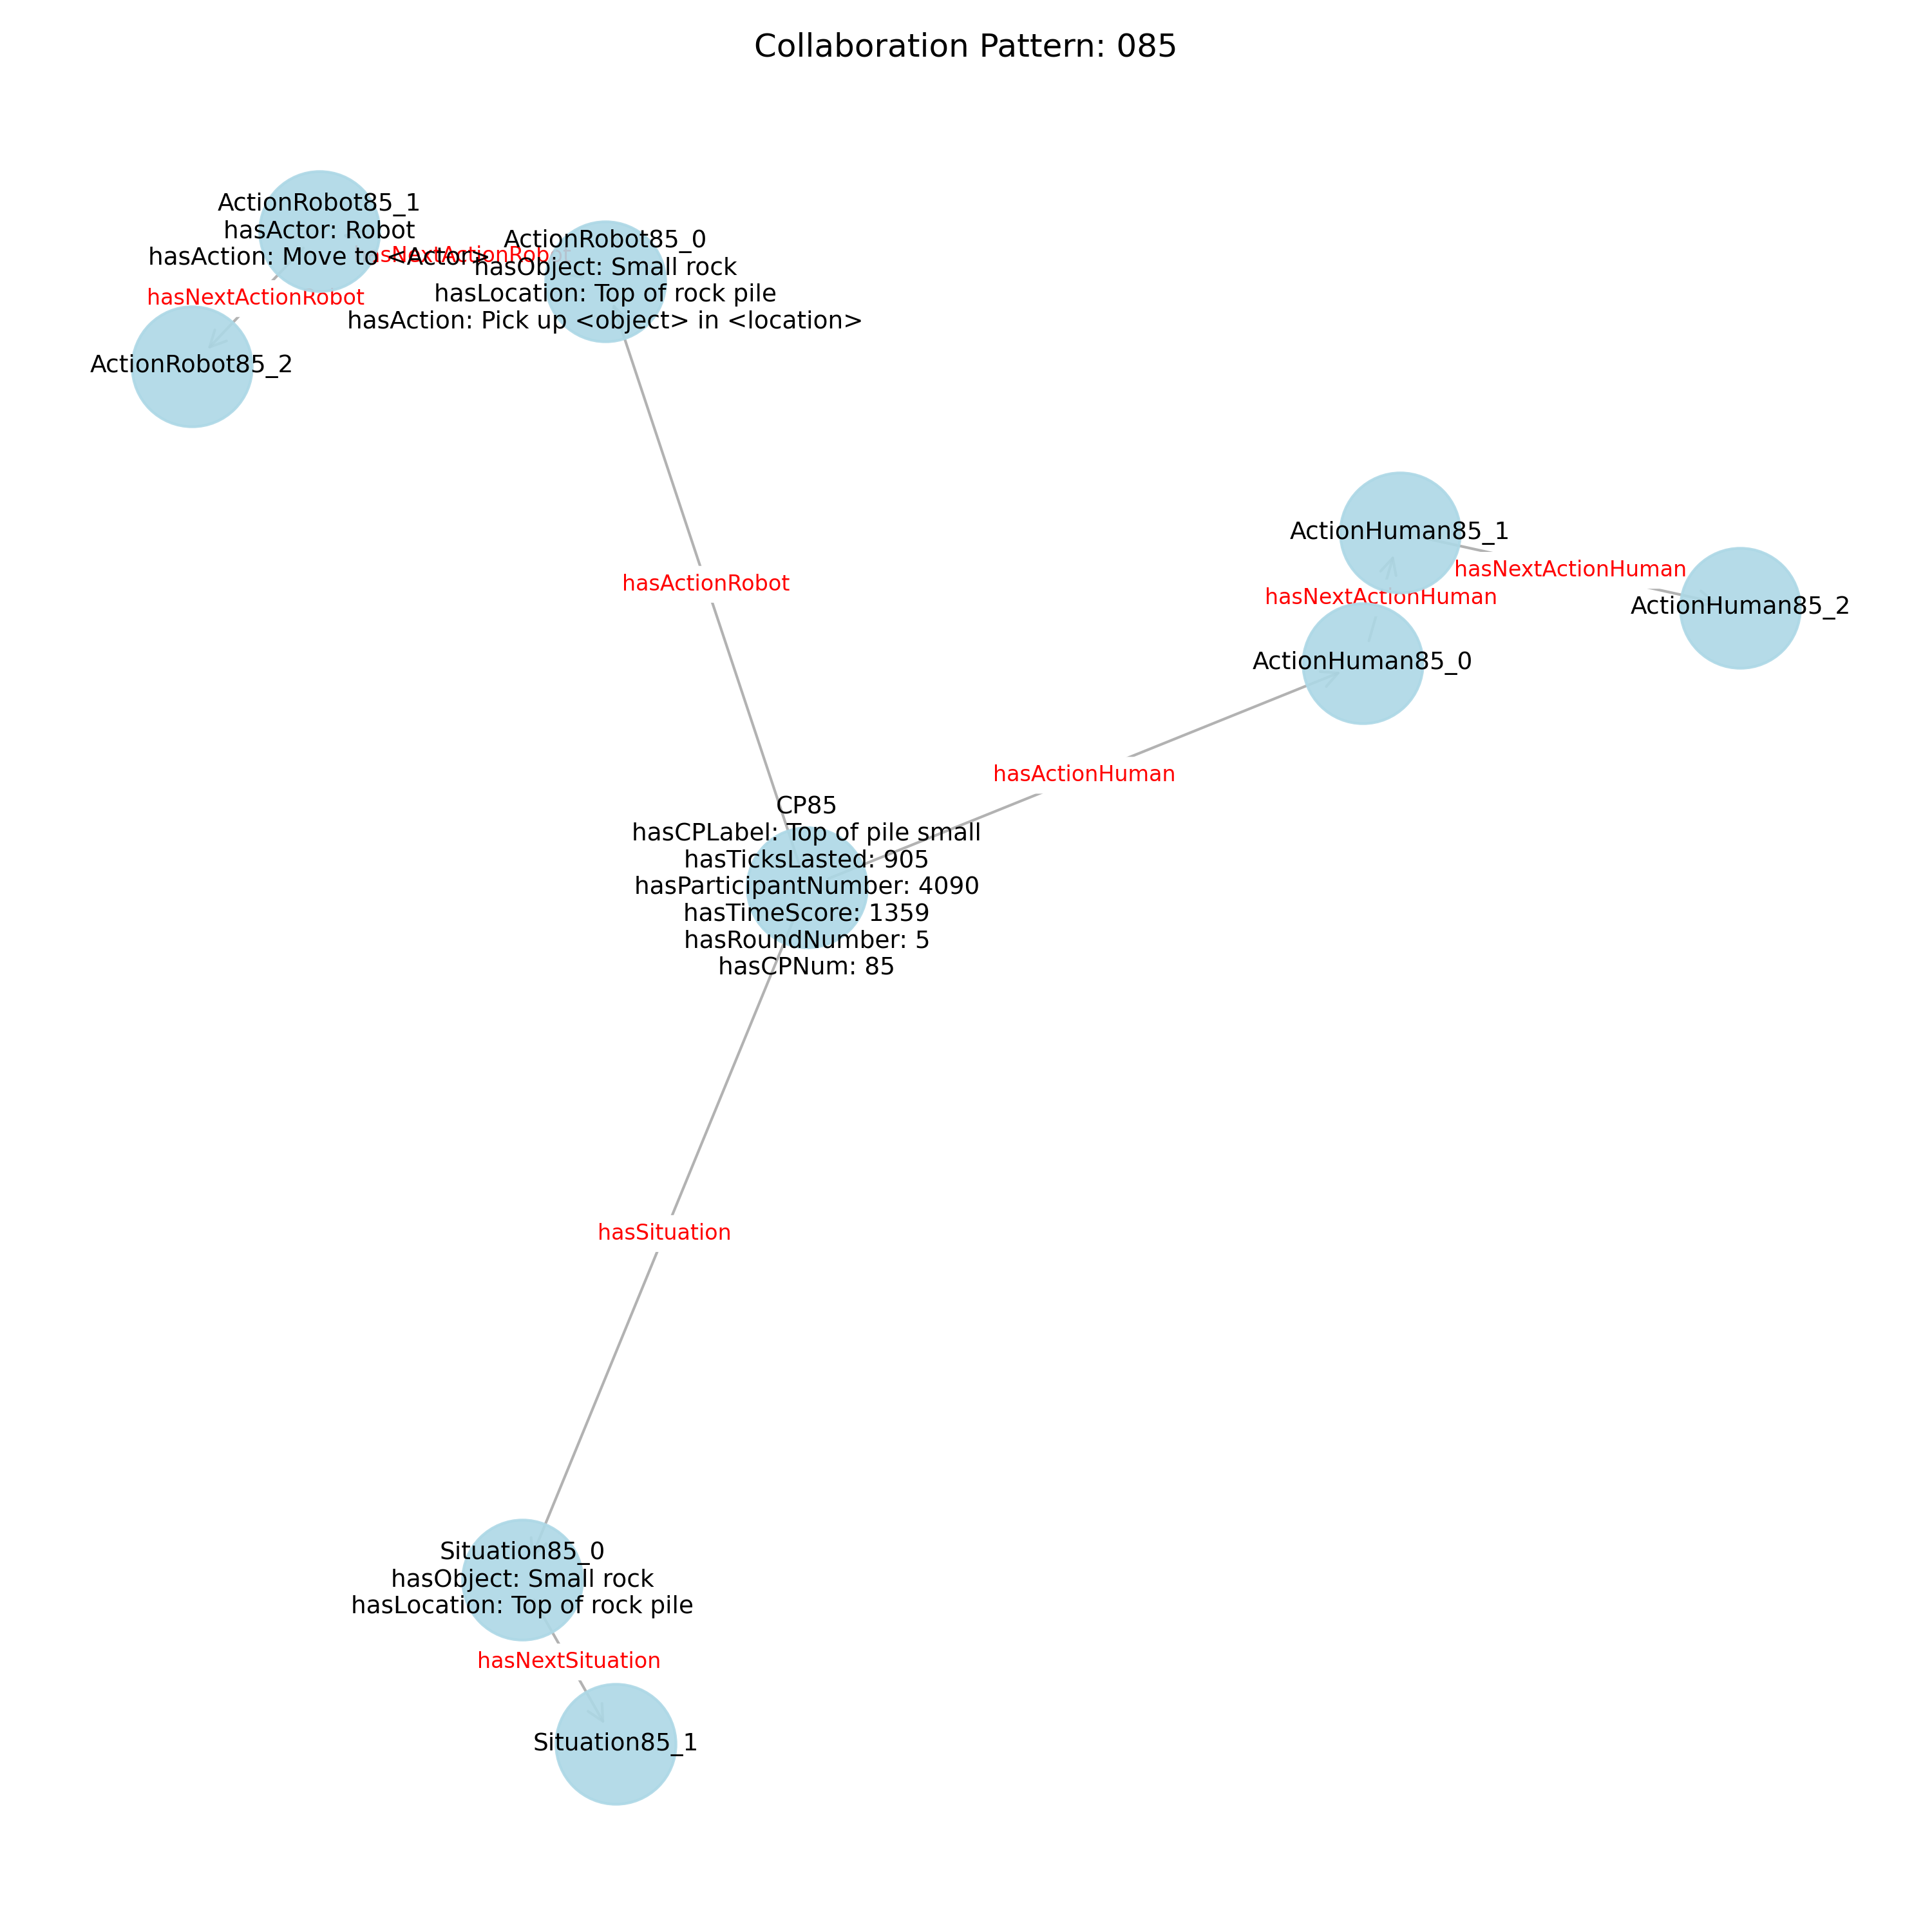 Collaboration Pattern: 085
ActionRobot85_1
hasActor: Robot
hasAction: Move to <Actor>
hasNextActionRobot
ActionRobot85_0
hasObject: Small rock
hasLocation: Top of rock pile
hasAction: Pick up <object> in <location>
hasNextActionRobot
ActionRobot85_2
hasActionRobot
ActionHuman85_1
hasNextActionHuman
hasNextActionHuman
ActionHuman85_2
ActionHuman85_0
hasActionHuman
CP85
hasCPLabel: Top of pile small
hasTicksLasted: 905
hasParticipantNumber: 4090
hasTimeScore: 1359
hasRoundNumber: 5
hasCPNum: 85
hasSituation
Situation85_0
hasObject: Small rock
hasLocation: Top of rock pile
hasNextSituation
Situation85_1